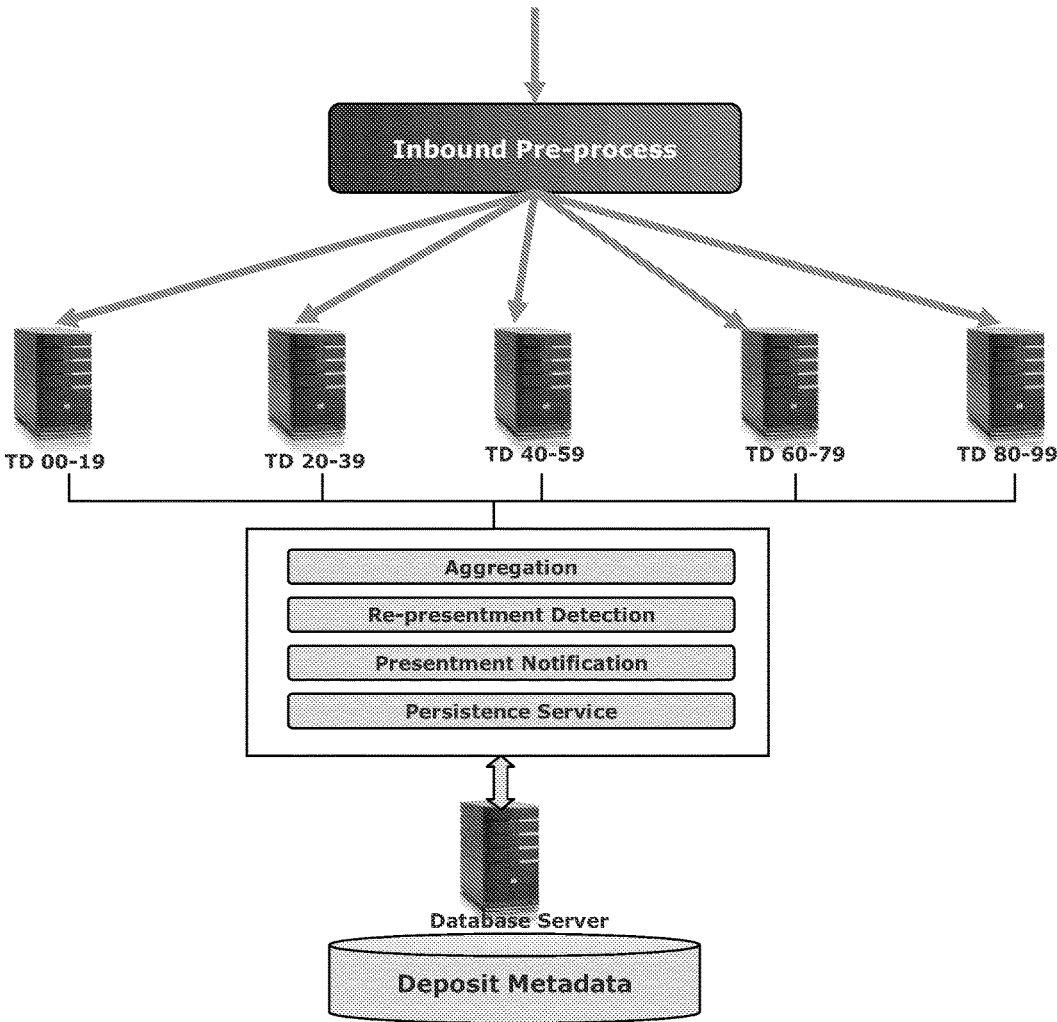 Inbound Pre-process
TD 00-19
TD 20-39
TD 40-59
TD 60-79
TD 80-99
Aggregation
Re-presentment Detection
Presentment Notification
Persistence Service
Database Server
Deposit Metadata